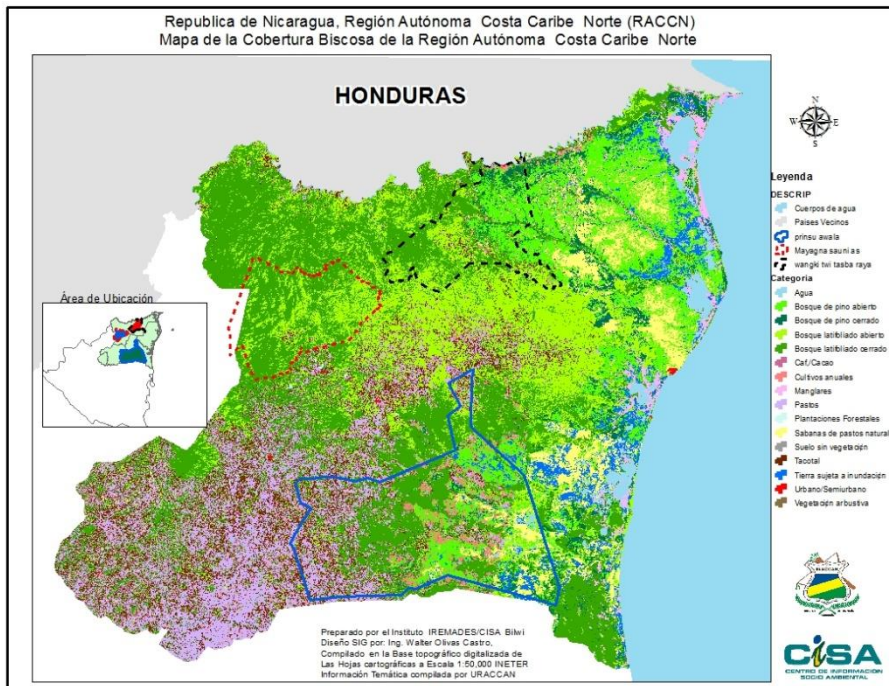 Republica de Nicaragua, Región Autónoma Costa Caribe Norte (RACCN)
Mapa de la Cobertura Biscosa de la Región Autónoma Costa Caribe Norte
HONDURAS
N
W E
S
Leyenda
DESCRIP
Cuerpos de agua
Paises Vecinos
prinsu awala
Mayagna sauni as
wangki twi tasba raya
Categoria
Agua
Bosque de pino abierto
Bosque de pino cerrado
Bosque latifoliado abierto
Bosque latifoliado cerrado
Caf./Cacao
Cultivos anuales
Manglares
Pastos
Plantaciones Forestales
Sabanas de pastos natural
Suelo sin vegetación
Tacotal
Tierra sujeta a inundación
Urbano/Semiurbano
Vegetación arbustiva
Área de Ubicación
Preparado por el Instituto IREMADES/CISA Bilwi
Diseño SIG por: Ing. Walter Olivas Castro,
Compilado en la Base topográfico digitalizada de
Las Hojas cartográficas a Escala 1:50,000 INETER
Información Temática compilada por URACCAN
URACCAN
CISA
CENTRO DE INFORMACIÓN
SOCIO AMBIENTAL